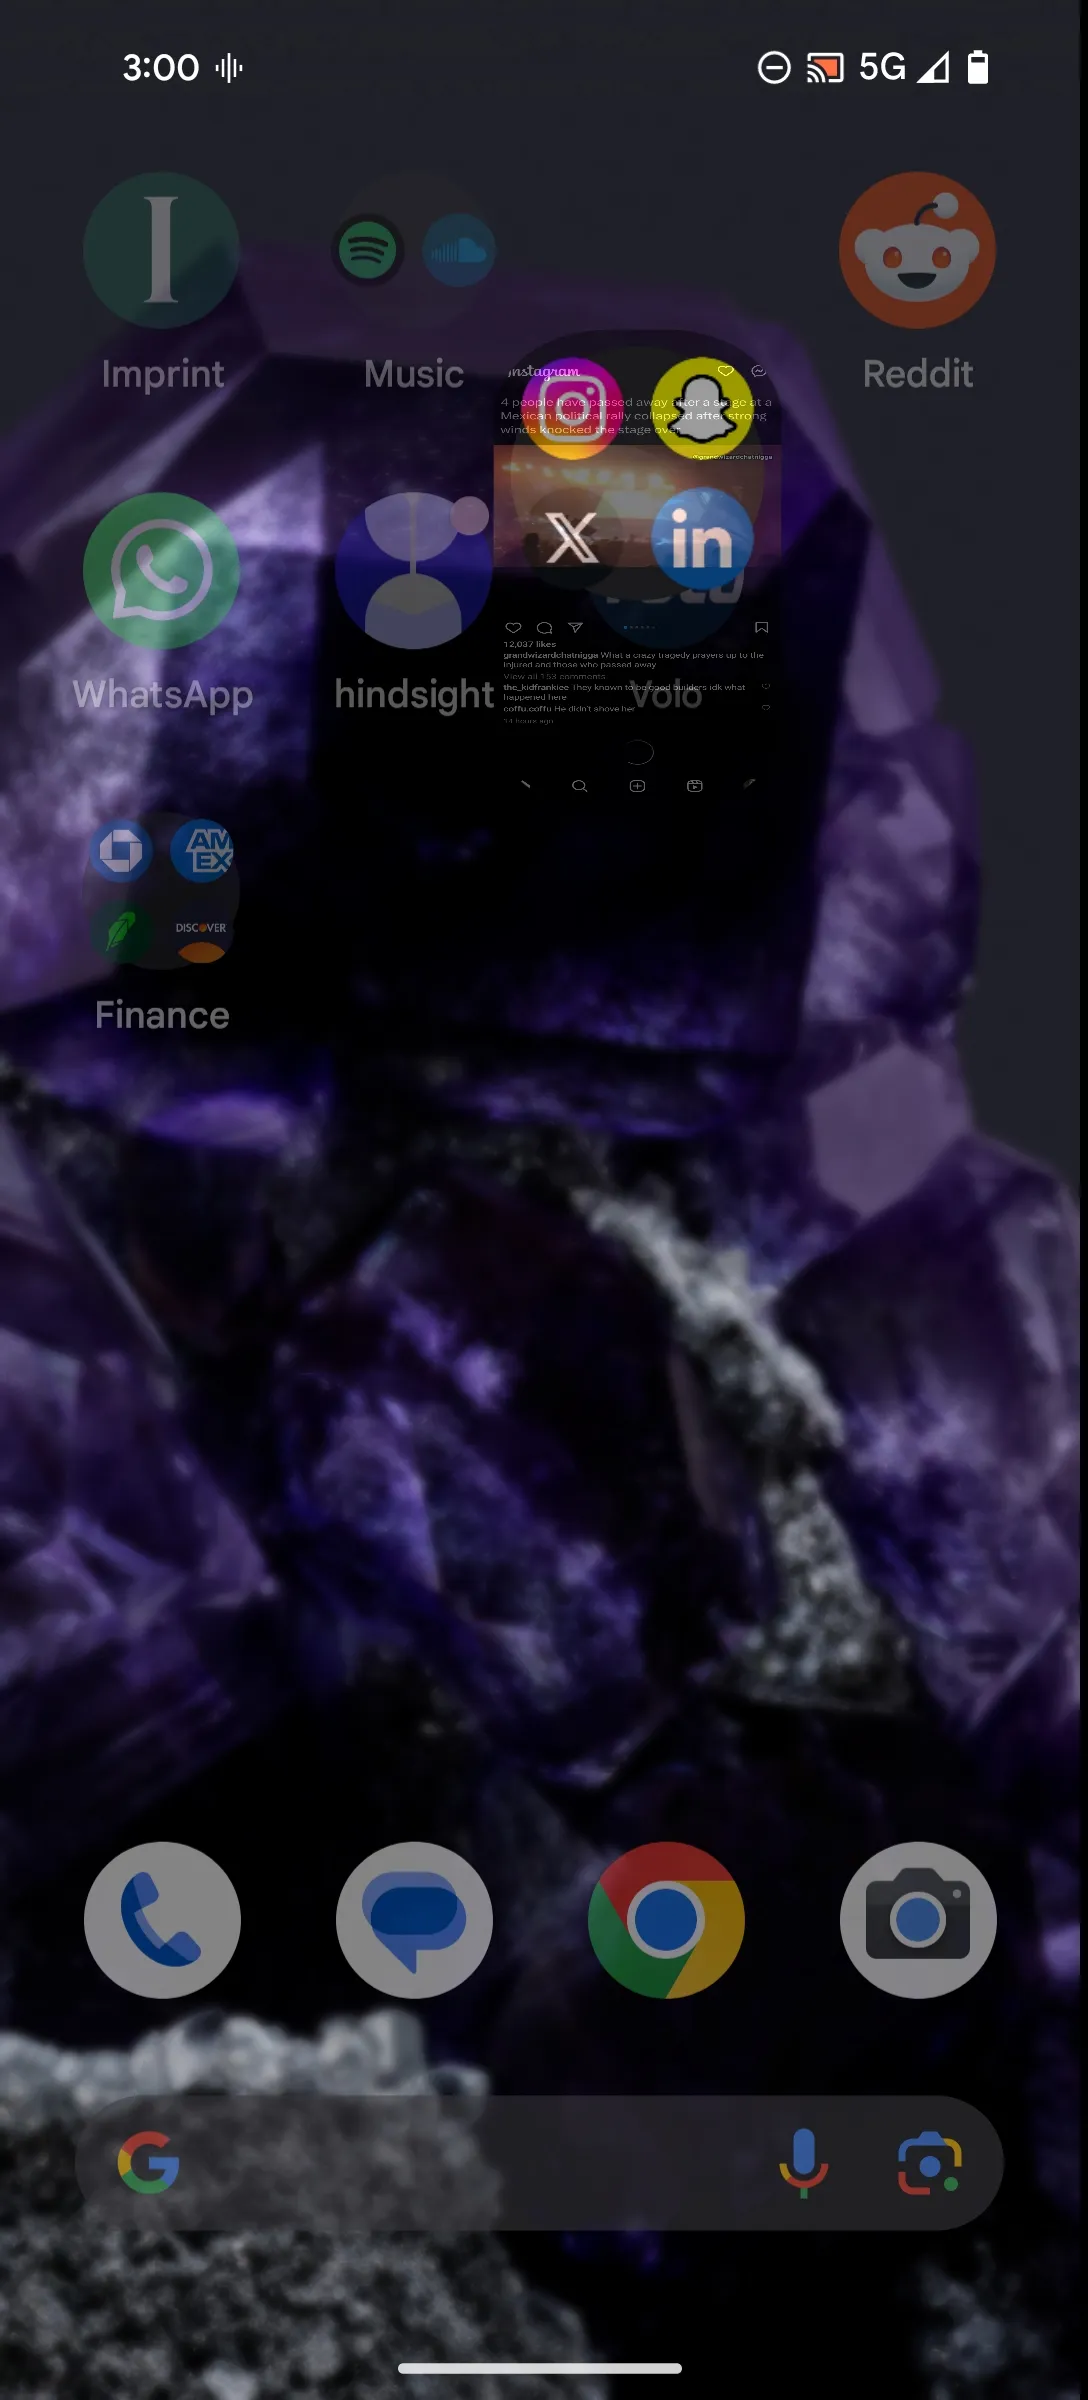 3:00
5G
Imprint
Music
Reddit
Instagram
4 people have passed away after a stage at a
Mexican political rally collapsed after strong
winds knocked the stage over
@grandwizardchatnigga
X
in
WhatsApp
hindsight
Volo
12,037 likes
grandwizardchatnigga What a crazy tragedy prayers up to the
injured and those who passed away
View all 153 comments
the_kidfrankiee They known to be good builders idk what
happened here
coffu.coffu He didn't above her
14 hours ago
AM
EX
DISCOVER
Finance
G